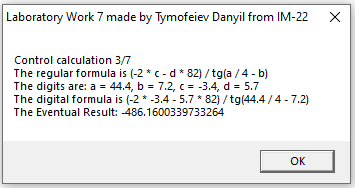 Laboratory Work 7 made by Tymofeiev Danyil from IM-22
Control calculation 3/7
The regular formula is (-2 * c - d * 82) / tg(a / 4 - b)
The digits are: a = 44.4, b = 7.2, c = -3.4, d = 5.7
The digital formula is (-2 * -3.4 - 5.7 * 82) / tg(44.4 / 4 - 7.2)
The Eventual Result: -486.1600339733264
OK